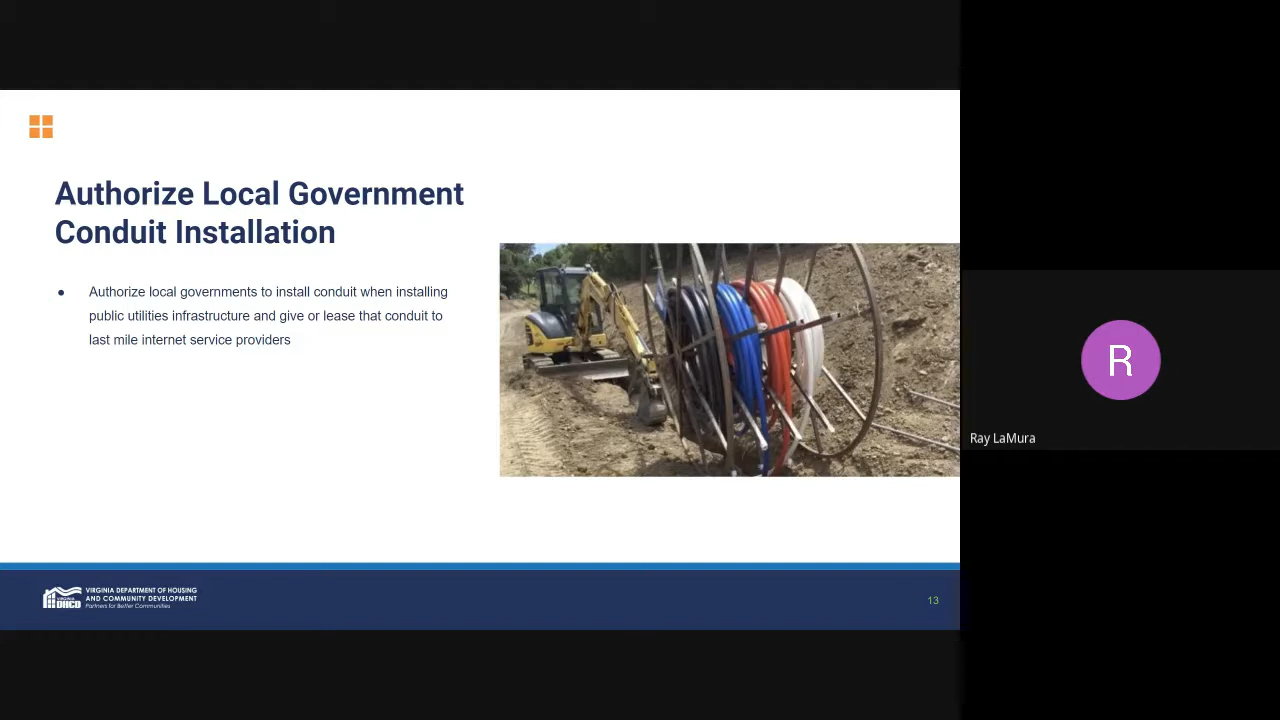 Authorize Local Government
Conduit Installation
● Authorize local governments to install conduit when installing
public utilities infrastructure and give or lease that conduit to
last mile internet service providers
R
Ray LaMura
VIRGINIA
DHCD
VIRGINIA DEPARTMENT OF HOUSING
AND COMMUNITY DEVELOPMENT
Partners for Better Communities
13